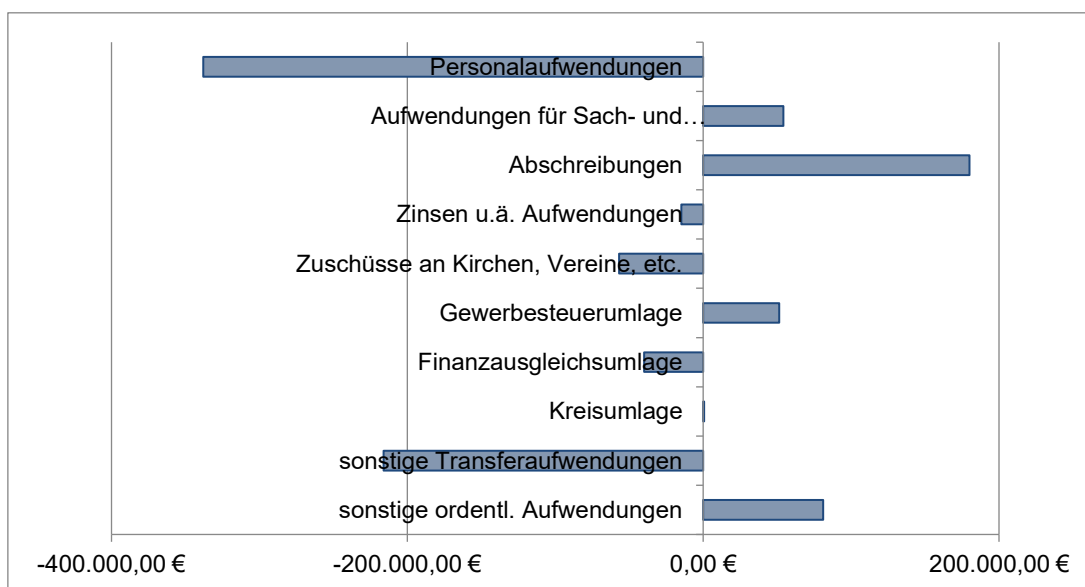 Personalaufwendungen
Aufwendungen für Sach- und…
Abschreibungen
Zinsen u.ä. Aufwendungen
Zuschüsse an Kirchen, Vereine, etc.
Gewerbesteuerumlage
Finanzausgleichsumlage
Kreisumlage
sonstige Transferaufwendungen
sonstige ordentl. Aufwendungen
-400.000,00 € -200.000,00 € 0,00 € 200.000,00 €